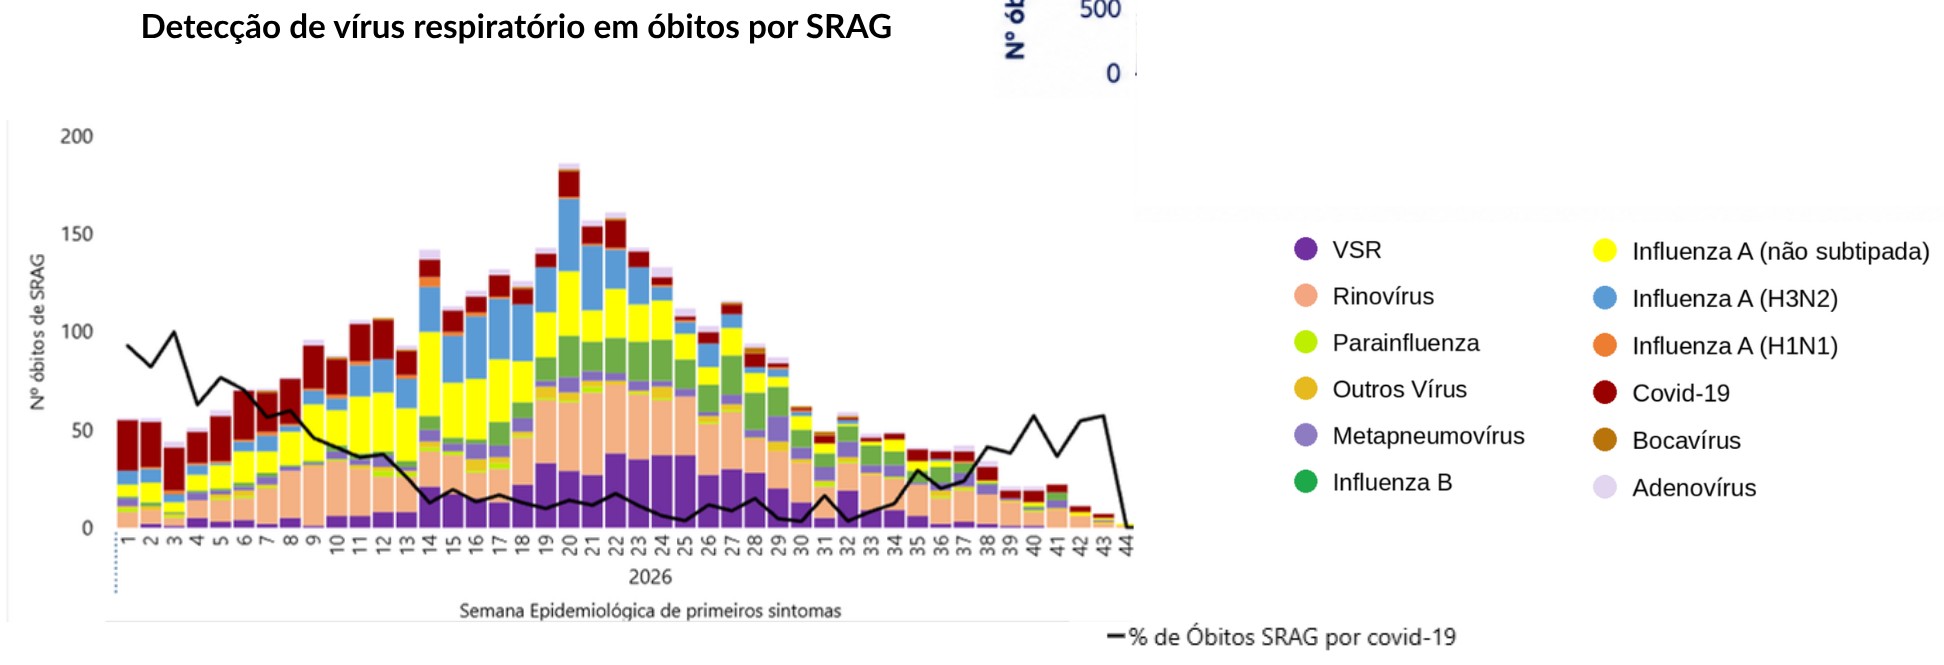 Detecção de vírus respiratório em óbitos por SRAG
500
0
200
150
100
50
0
Nº óbitos de SRAG
1 2 3 4 5 6 7 8 9 10 11 12 13 14 15 16 17 18 19 20 21 22 23 24 25 26 27 28 29 30 31 32 33 34 35 36 37 38 39 40 41 42 43 44
2026
Semana Epidemiológica de primeiros sintomas
% de Óbitos SRAG por covid-19
VSR
Rinovírus
Parainfluenza
Outros Vírus
Metapneumovírus
Influenza B
Influenza A (não subtipada)
Influenza A (H3N2)
Influenza A (H1N1)
Covid-19
Bocavírus
Adenovírus